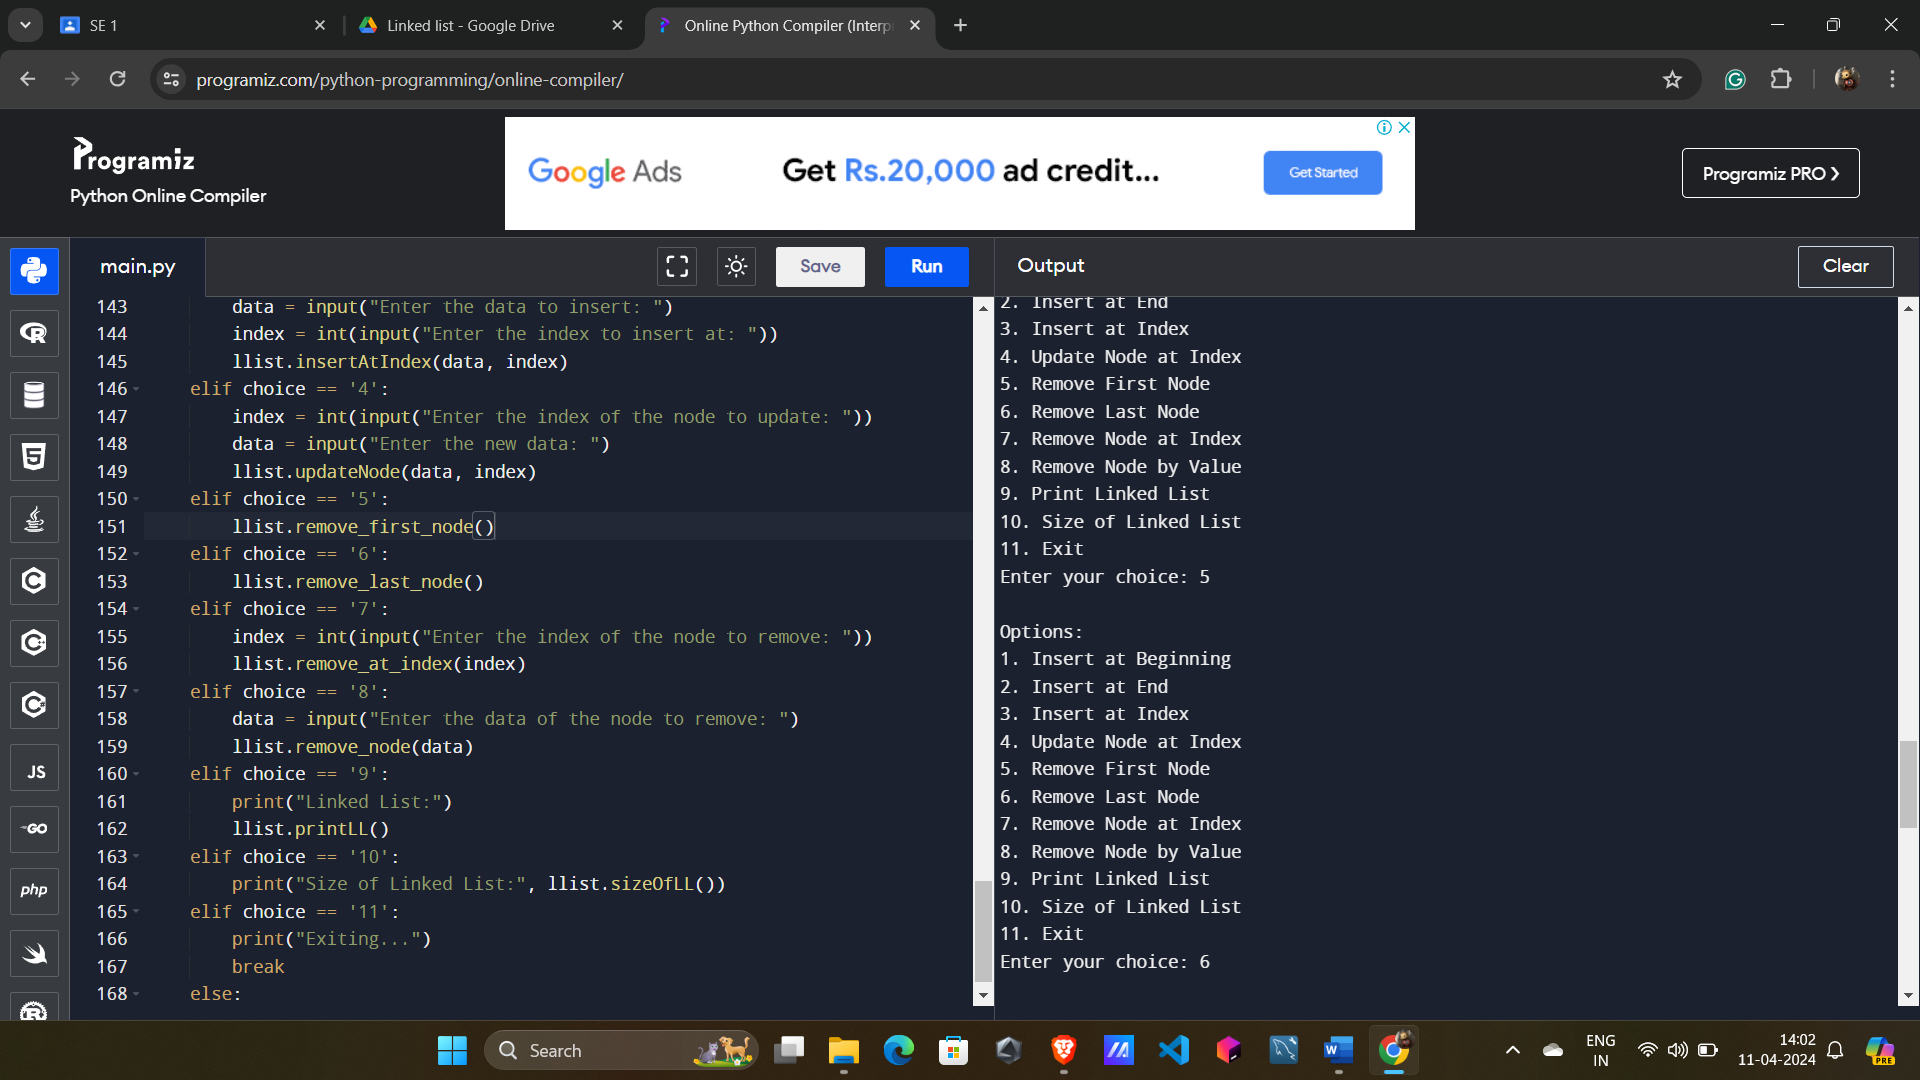 SE 1
Linked list - Google Drive
Online Python Compiler (Interp
programiz.com/python-programming/online-compiler/
Programiz
Python Online Compiler
Google Ads
Get Rs.20,000 ad credit...
Get Started
Programiz PRO
main.py
Save
Run
Output
Clear
143 data = input("Enter the data to insert: ")
144 index = int(input("Enter the index to insert at: "))
145 llist.insertAtIndex(data, index)
146 elif choice == '4':
147 index = int(input("Enter the index of the node to update: "))
148 data = input("Enter the new data: ")
149 llist.updateNode(data, index)
150 elif choice == '5':
151 llist.remove_first_node()
152 elif choice == '6':
153 llist.remove_last_node()
154 elif choice == '7':
155 index = int(input("Enter the index of the node to remove: "))
156 llist.remove_at_index(index)
157 elif choice == '8':
158 data = input("Enter the data of the node to remove: ")
159 llist.remove_node(data)
160 elif choice == '9':
161 print("Linked List:")
162 llist.printLL()
163 elif choice == '10':
164 print("Size of Linked List:", llist.sizeOfLL())
165 elif choice == '11':
166 print("Exiting...")
167 break
168 else:
2. Insert at End
3. Insert at Index
4. Update Node at Index
5. Remove First Node
6. Remove Last Node
7. Remove Node at Index
8. Remove Node by Value
9. Print Linked List
10. Size of Linked List
11. Exit
Enter your choice: 5
Options:
1. Insert at Beginning
2. Insert at End
3. Insert at Index
4. Update Node at Index
5. Remove First Node
6. Remove Last Node
7. Remove Node at Index
8. Remove Node by Value
9. Print Linked List
10. Size of Linked List
11. Exit
Enter your choice: 6
JS
GO
php
Search
ENG
IN
14:02
11-04-2024
PRE